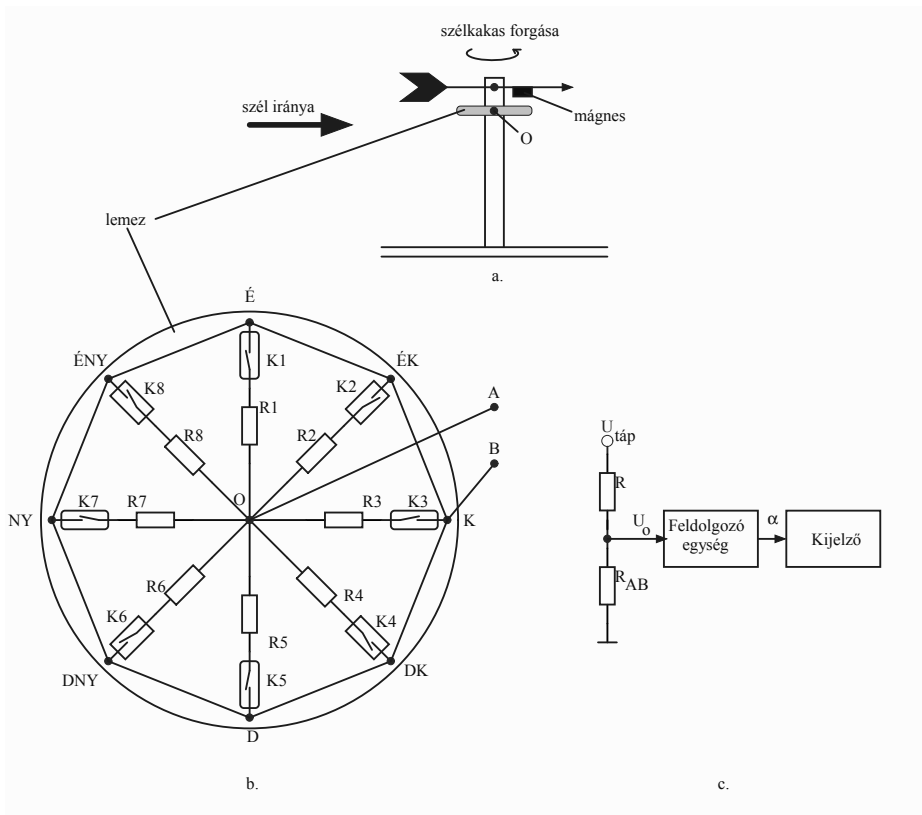 szélkakas forgása
szél iránya
mágnes
O
lemez
a.
É
ÉNY
K1
ÉK
K8
K2
A
R1
R8
R2
B
U táp
O
R
NY
K7
R7
R3
K3
K
U o
Feldolgozó
egység
α
Kijelző
R AB
R6
R4
K6
R5
K4
DNY
K5
DK
D
b.
c.